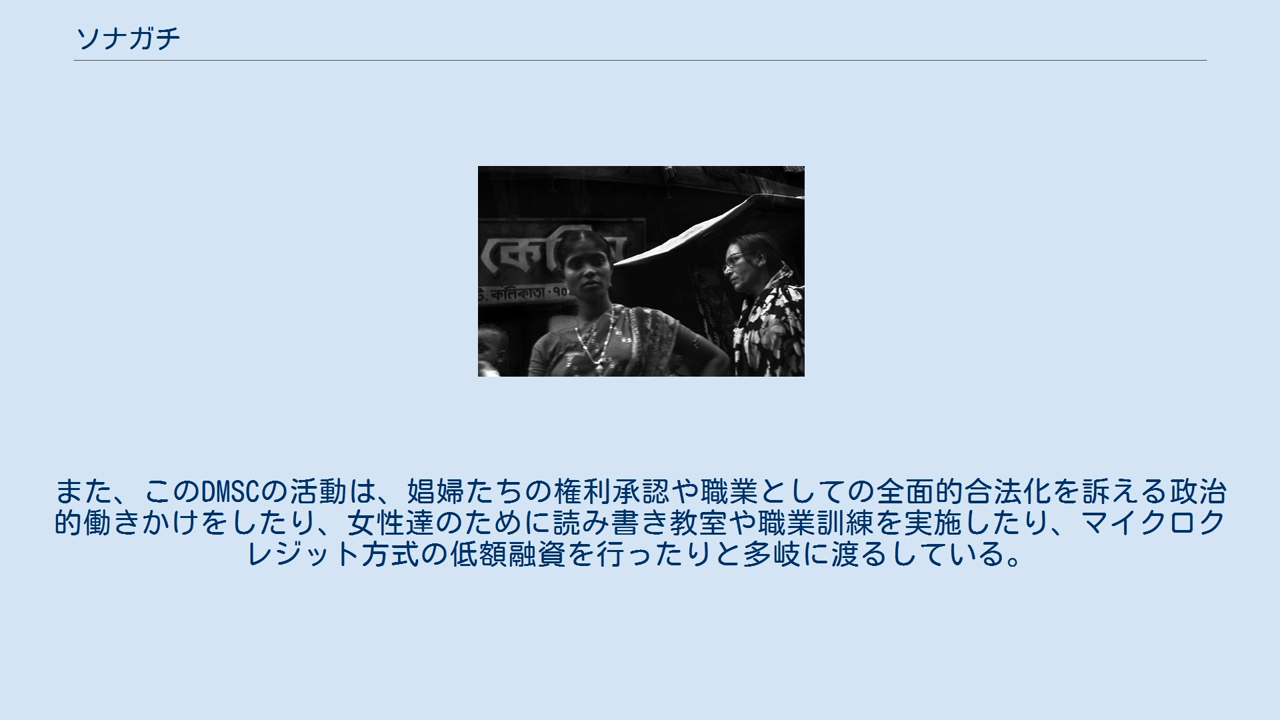 ソナガチ
কে
ট. কলিকাতা·৭০
また、このDMSCの活動は、娼婦たちの権利承認や職業としての全面的合法化を訴える政治
的働きかけをしたり、女性達のために読み書き教室や職業訓練を実施したり、マイクロク
レジット方式の低額融資を行ったりと多岐に渡るしている。